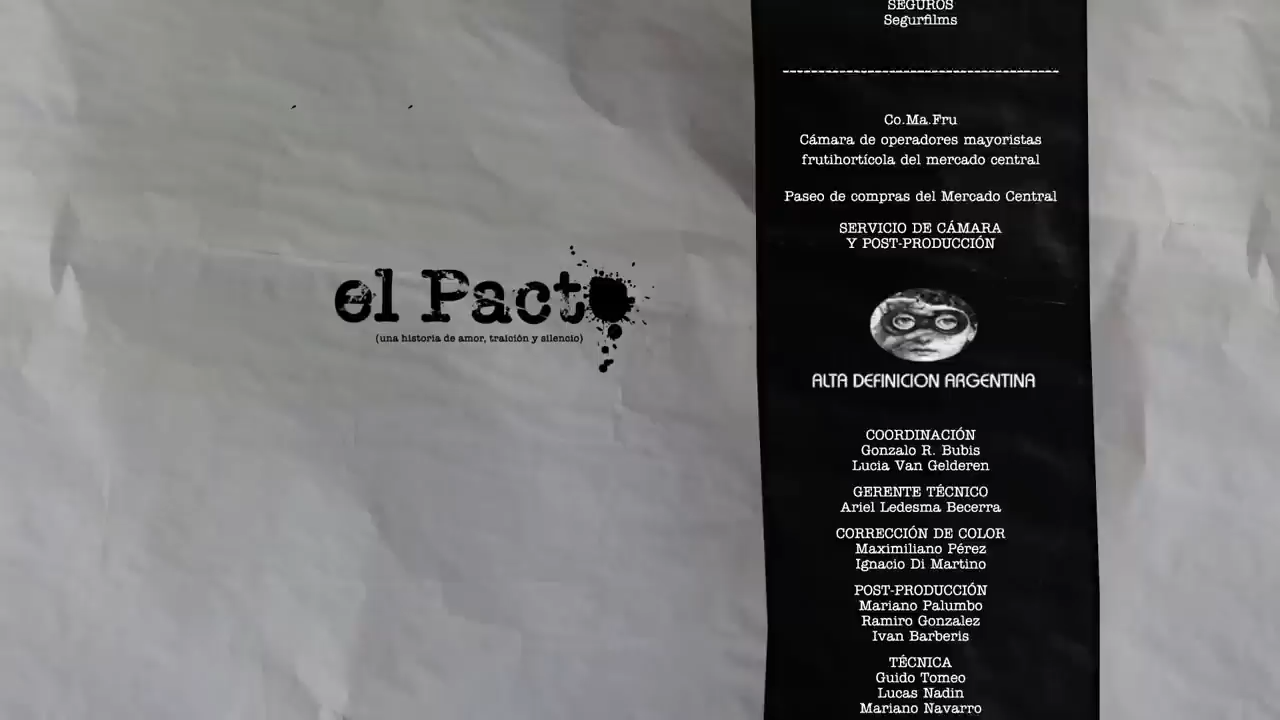 el Pacto
(una historia de amor, traición y silencio)
SEGUROS
Segurfilms
Co.Ma.Fru
Cámara de operadores mayoristas
frutihortícola del mercado central
Paseo de compras del Mercado Central
SERVICIO DE CÁMARA
Y POST-PRODUCCIÓN
ALTA DEFINICION ARGENTINA
COORDINACIÓN
Gonzalo R. Bubis
Lucia Van Gelderen
GERENTE TÉCNICO
Ariel Ledesma Becerra
CORRECCIÓN DE COLOR
Maximiliano Pérez
Ignacio Di Martino
POST-PRODUCCIÓN
Mariano Palumbo
Ramiro Gonzalez
Ivan Barberis
TÉCNICA
Guido Tomeo
Lucas Nadin
Mariano Navarro